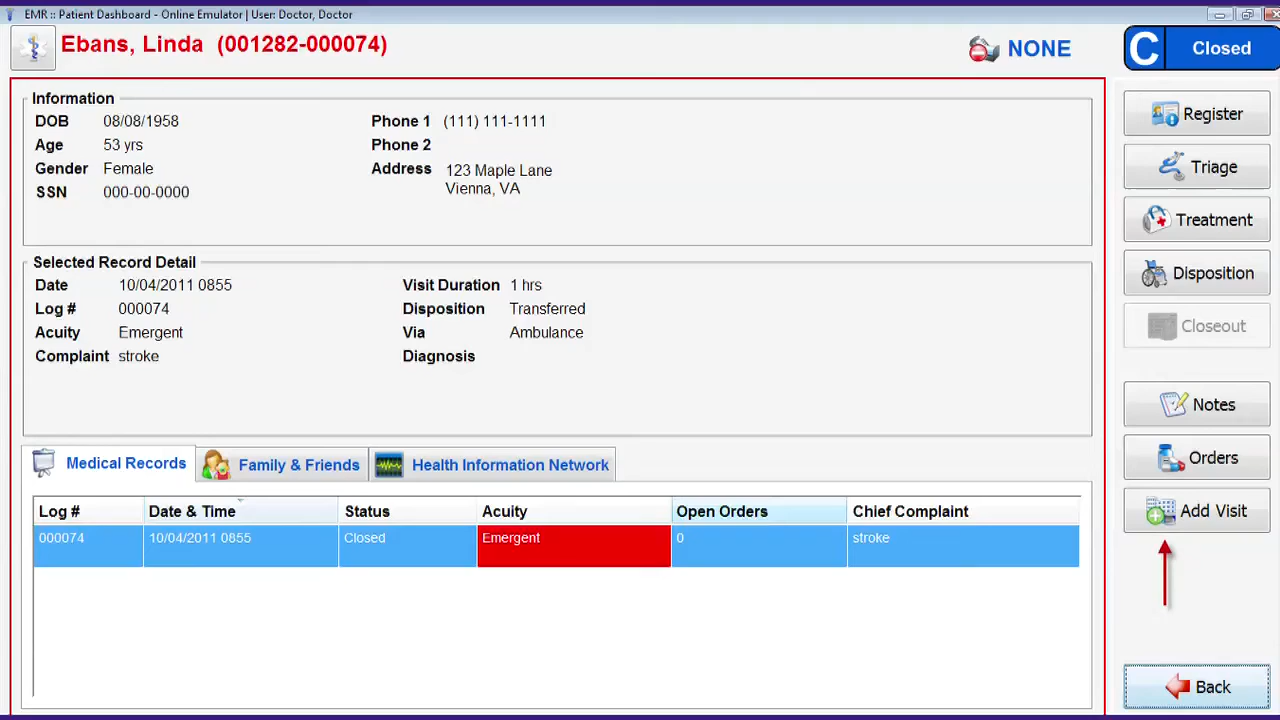 EMR :: Patient Dashboard - Online Emulator | User: Doctor, Doctor
Ebans, Linda (001282-000074)
NONE
C Closed
Information
DOB 08/08/1958
Age 53 yrs
Gender Female
SSN 000-00-0000
Phone 1 (111) 111-1111
Phone 2
Address 123 Maple Lane
Vienna, VA
Selected Record Detail
Date 10/04/2011 0855
Log # 000074
Acuity Emergent
Complaint stroke
Visit Duration 1 hrs
Disposition Transferred
Via Ambulance
Diagnosis
Medical Records Family & Friends Health Information Network
Log # Date & Time Status Acuity Open Orders Chief Complaint
000074 10/04/2011 0855 Closed Emergent 0 stroke
Register
Triage
Treatment
Disposition
Closeout
Notes
Orders
Add Visit
Back